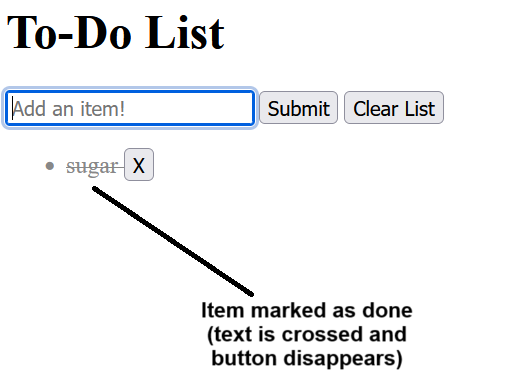 To-Do List
Add an item! Submit Clear List
sugar X
Item marked as done
(text is crossed and
button disappears)